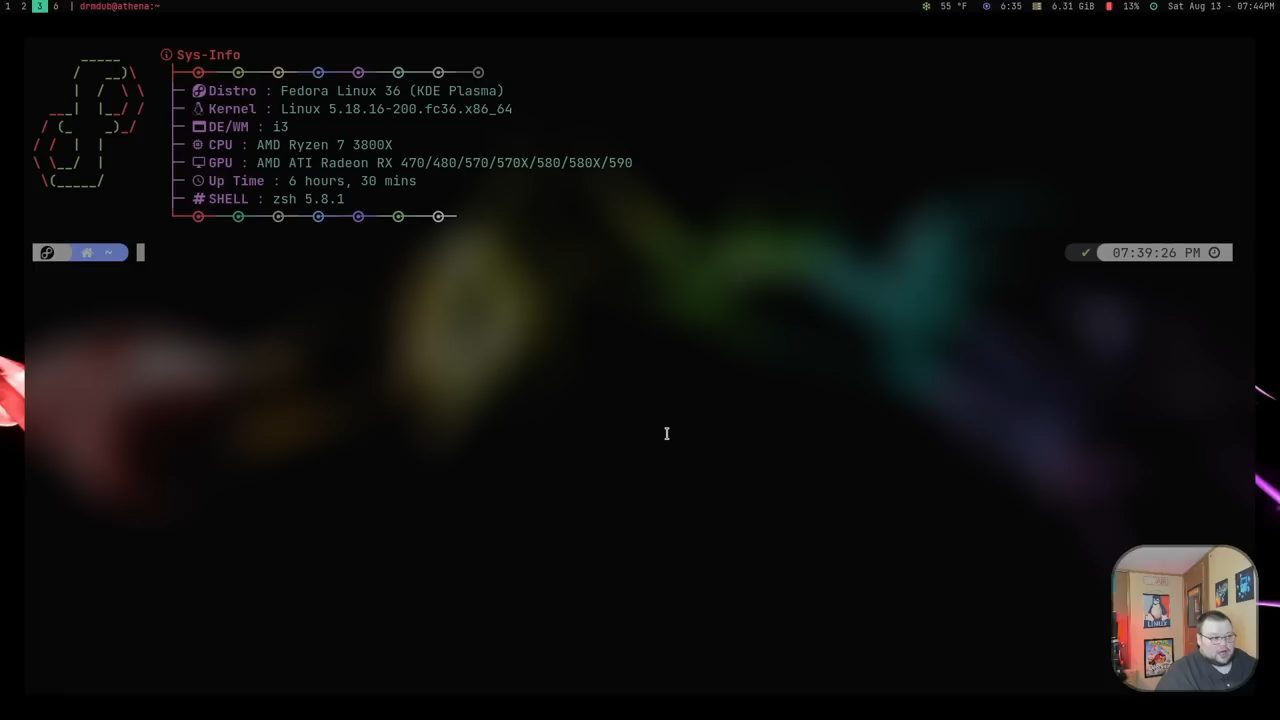 1 2 3 6 | drmdub@athena:~
55 °F 6:35 6.31 GiB 13% Sat Aug 13 - 07:44PM
Sys-Info
Distro : Fedora Linux 36 (KDE Plasma)
Kernel : Linux 5.18.16-200.fc36.x86_64
DE/WM : i3
CPU : AMD Ryzen 7 3800X
GPU : AMD ATI Radeon RX 470/480/570/570X/580/580X/590
Up Time : 6 hours, 30 mins
# SHELL : zsh 5.8.1
~
✔ 07:39:26 PM
LINUX